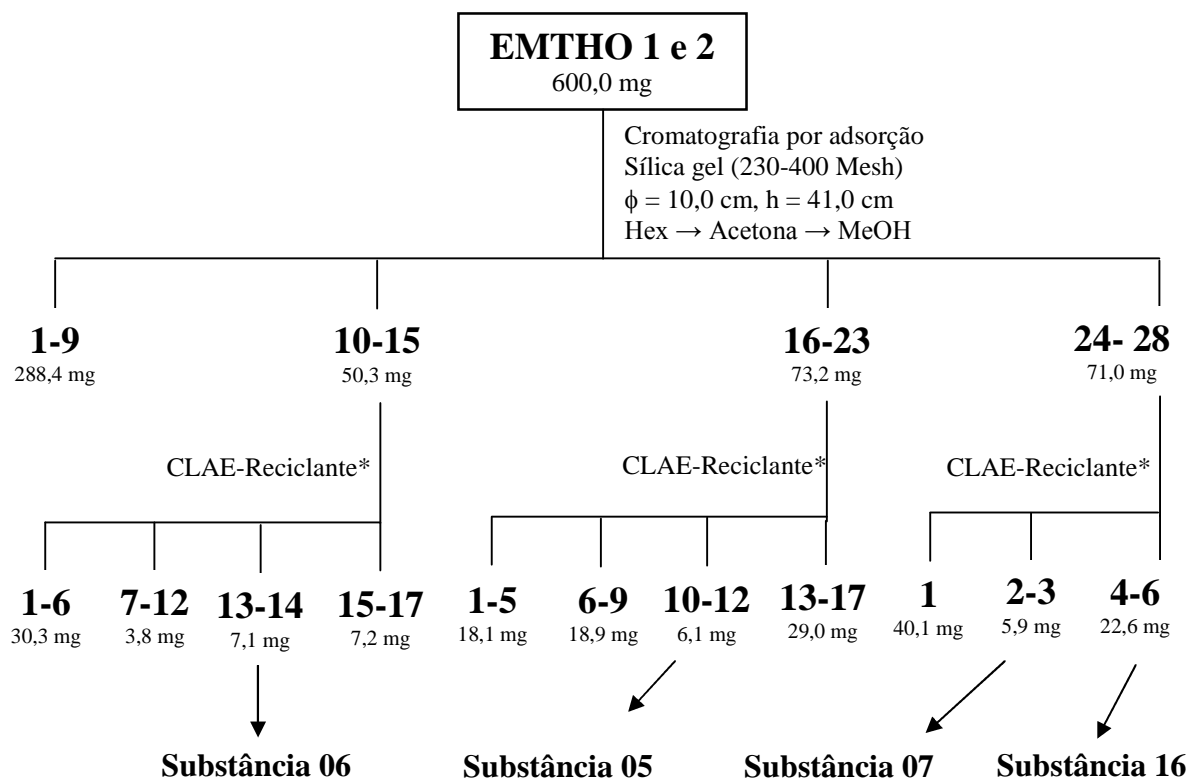 EMTHO 1 e 2
600,0 mg
Cromatografia por adsorção
Sílica gel (230-400 Mesh)
ϕ = 10,0 cm, h = 41,0 cm
Hex → Acetona → MeOH
1-9
288,4 mg
10-15
50,3 mg
16-23
73,2 mg
24- 28
71,0 mg
CLAE-Reciclante*
CLAE-Reciclante*
CLAE-Reciclante*
1-6
30,3 mg
7-12
3,8 mg
13-14
7,1 mg
15-17
7,2 mg
1-5
18,1 mg
6-9
18,9 mg
10-12
6,1 mg
13-17
29,0 mg
1
40,1 mg
2-3
5,9 mg
4-6
22,6 mg
Substância 06
Substância 05
Substância 07
Substância 16